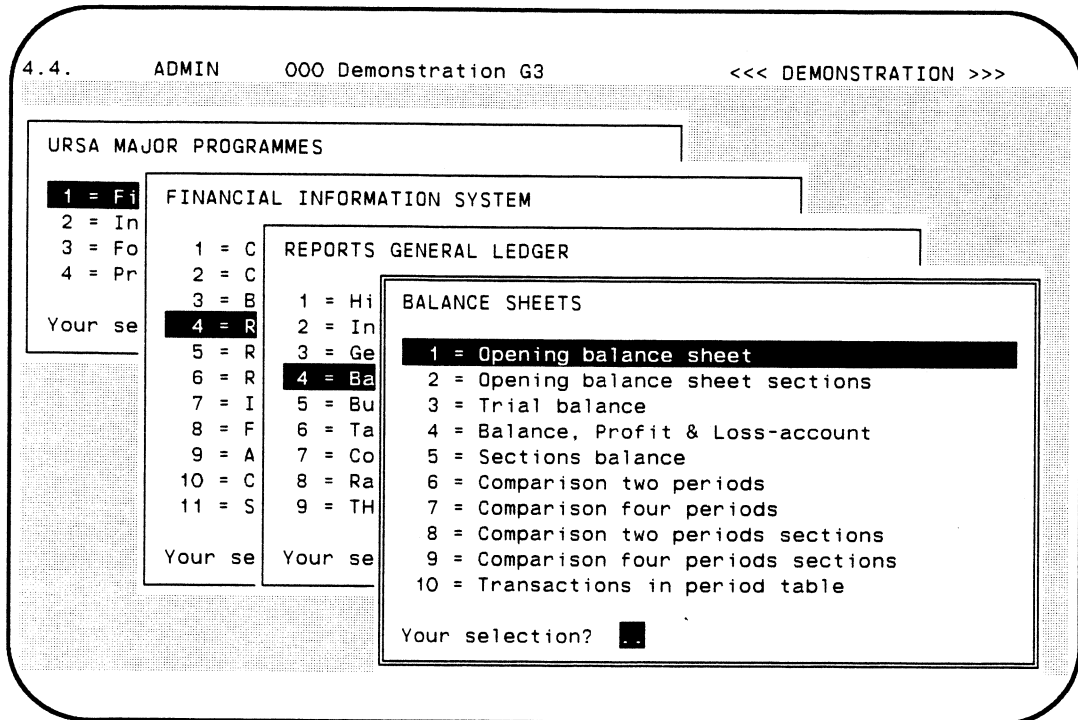 4.4. ADMIN 000 Demonstration G3 <<< DEMONSTRATION >>>
URSA MAJOR PROGRAMMES
1 = Fi
2 = In
3 = Fo
4 = Pr
Your se
FINANCIAL INFORMATION SYSTEM
1 = C
2 = C
3 = B
4 = R
5 = R
6 = R
7 = I
8 = F
9 = A
10 = C
11 = S
Your se
REPORTS GENERAL LEDGER
1 = Hi
2 = In
3 = Ge
4 = Ba
5 = Bu
6 = Ta
7 = Co
8 = Ra
9 = TH
Your se
BALANCE SHEETS
1 = Opening balance sheet
2 = Opening balance sheet sections
3 = Trial balance
4 = Balance, Profit & Loss-account
5 = Sections balance
6 = Comparison two periods
7 = Comparison four periods
8 = Comparison two periods sections
9 = Comparison four periods sections
10 = Transactions in period table
Your selection? ..